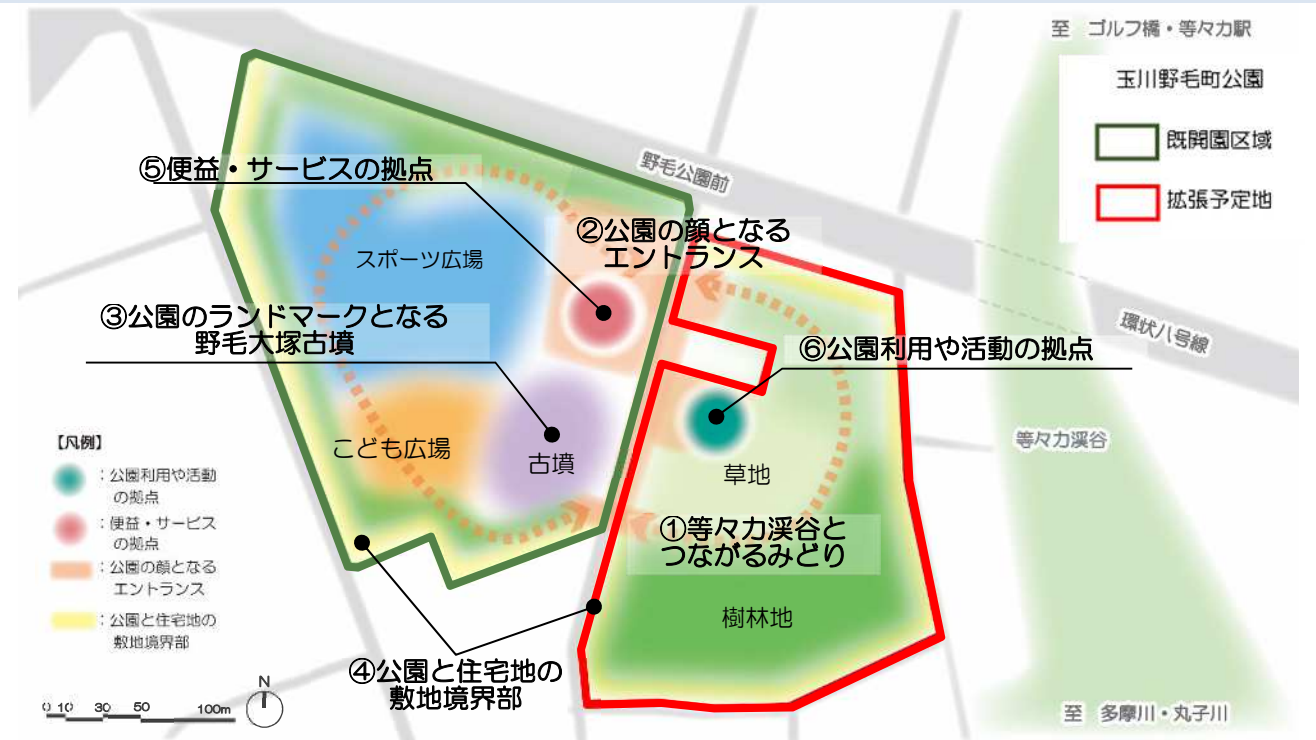 至 ゴルフ橋・等々力駅
玉川野毛町公園
既開園区域
拡張予定地
野毛公園前
⑤便益・サービスの拠点
②公園の顔となる
エントランス
スポーツ広場
③公園のランドマークとなる
野毛大塚古墳
環状八号線
⑥公園利用や活動の拠点
こども広場
古墳
草地
等々力渓谷
①等々力渓谷と
つながるみどり
樹林地
④公園と住宅地の
敷地境界部
【凡例】
：公園利用や活動
の拠点
：便益・サービス
の拠点
：公園の顔となる
エントランス
：公園と住宅地の
敷地境界部
N
0 10 30 50 100m
至 多摩川・丸子川